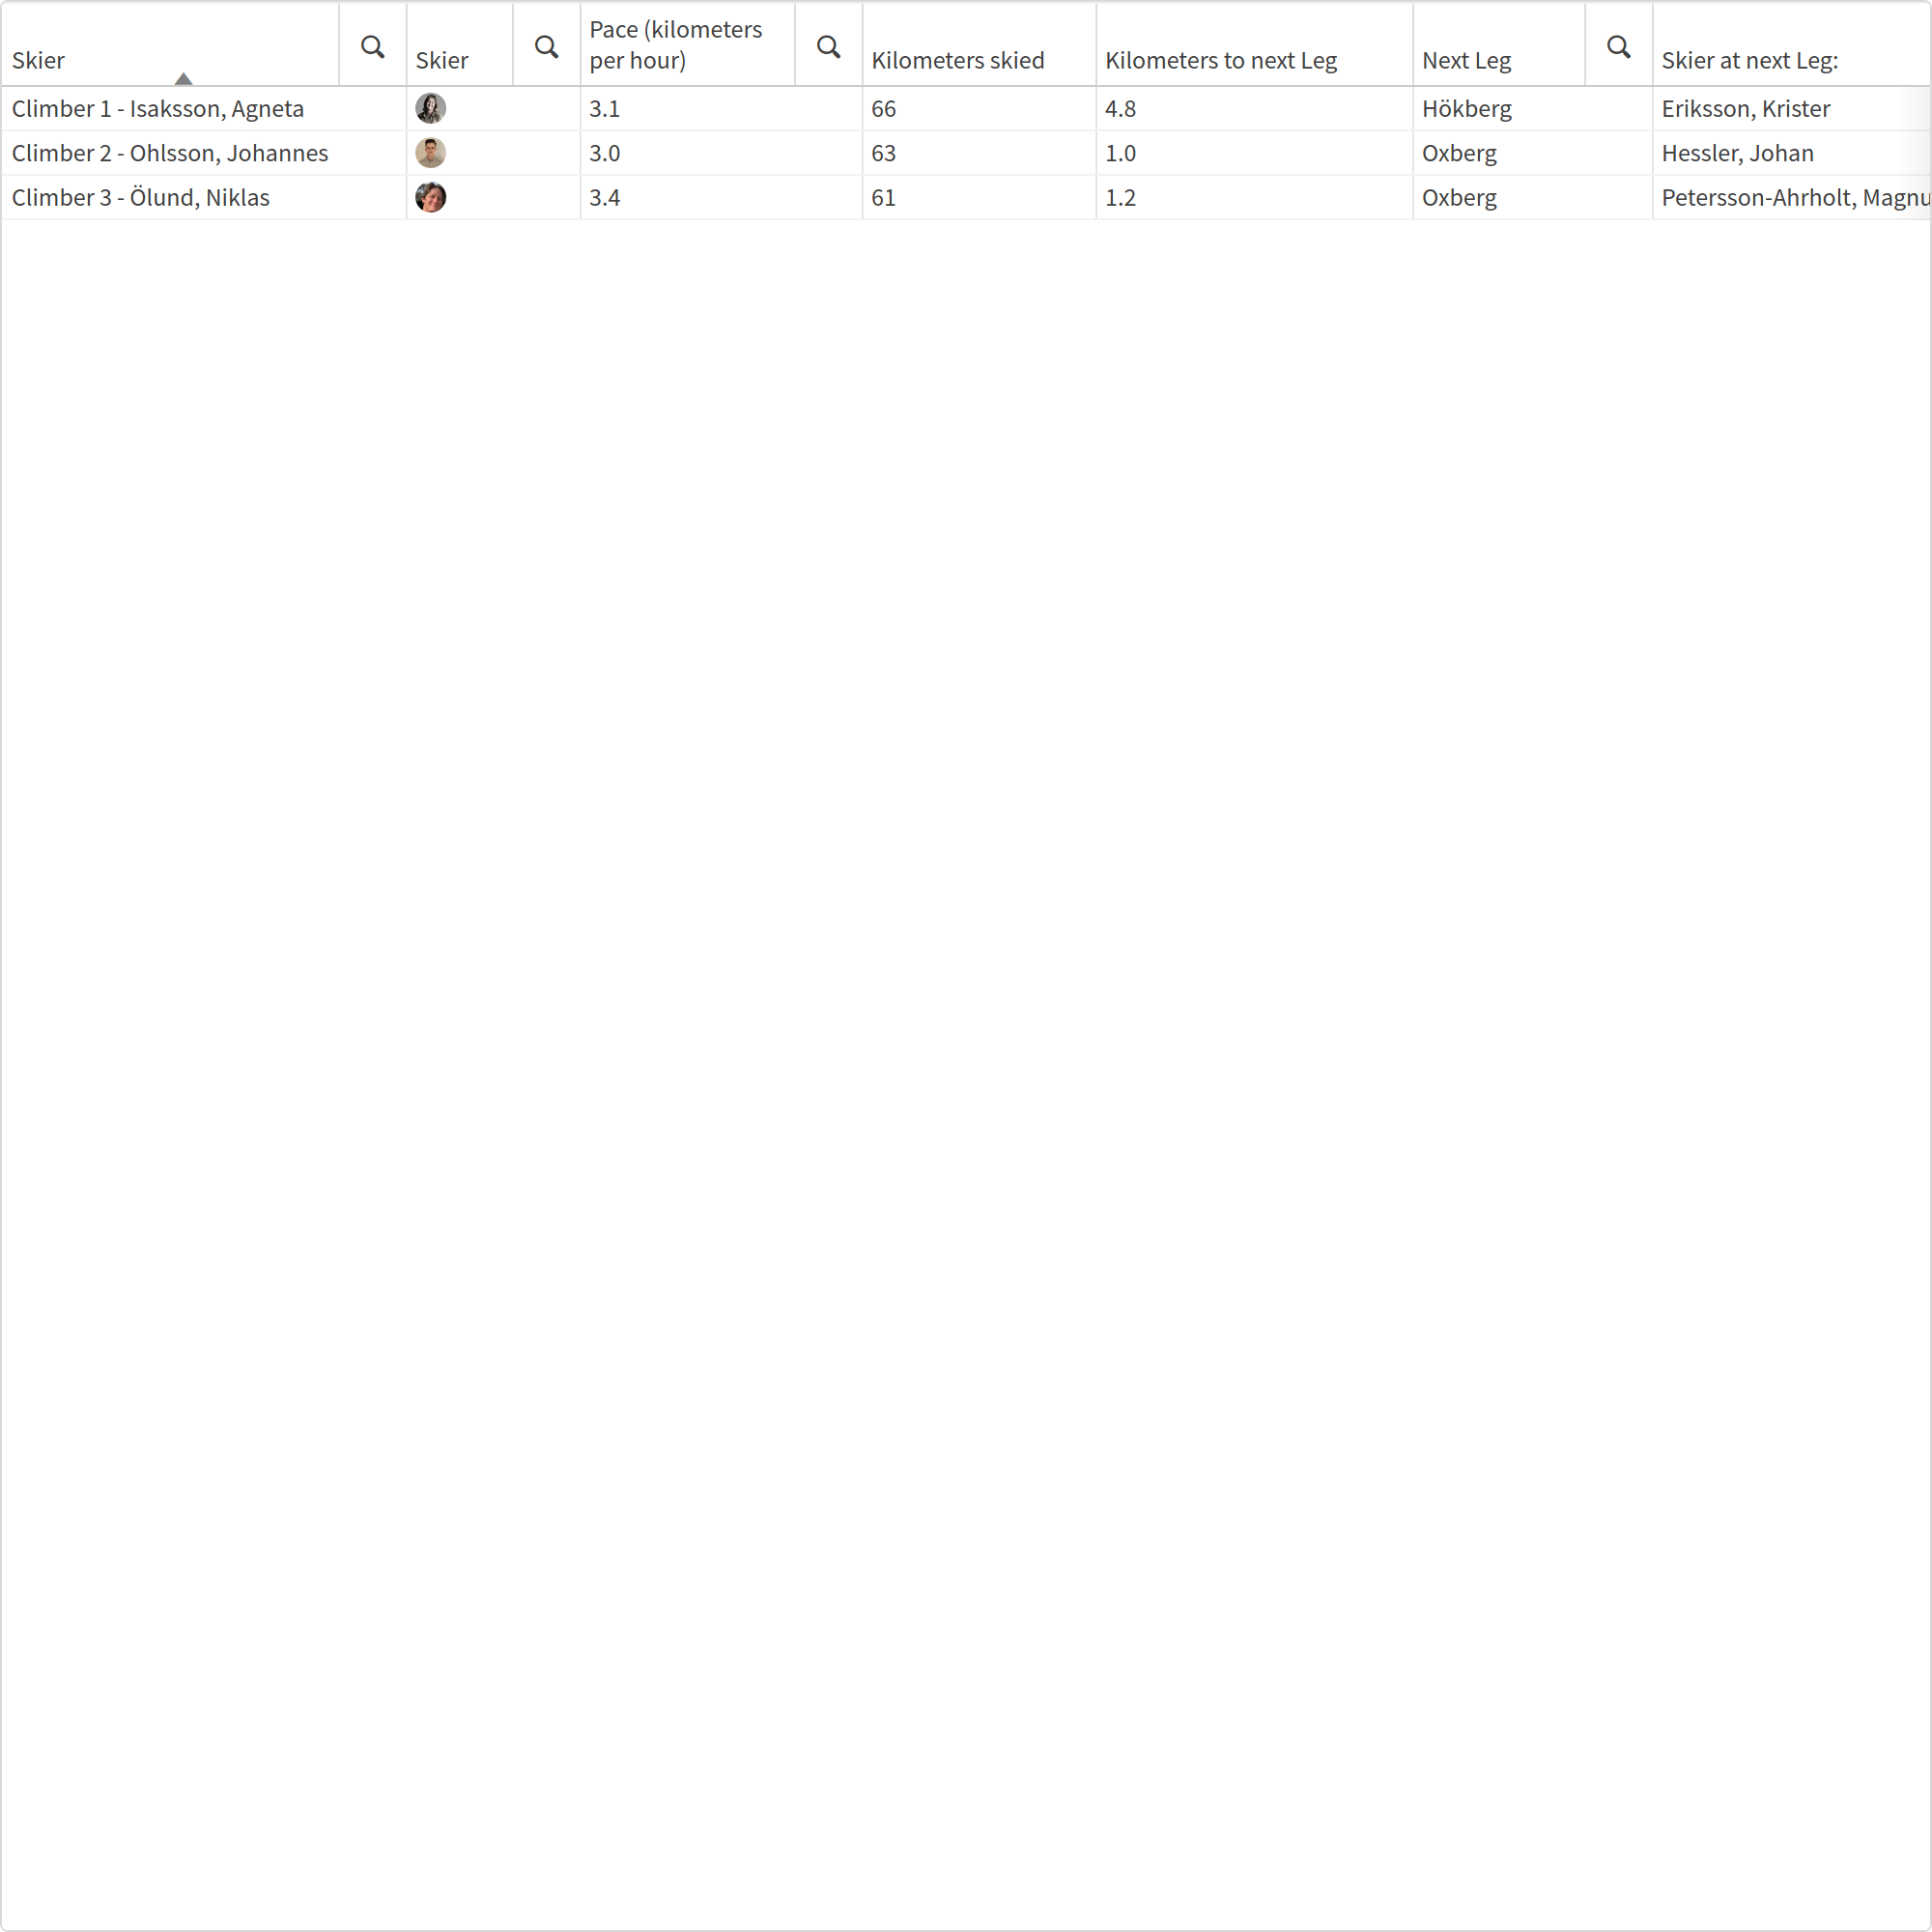 Skier
Skier
Pace (kilometers
per hour)
Kilometers skied
Kilometers to next Leg
Next Leg
Skier at next Leg:
Climber 1 - Isaksson, Agneta 3.1 66 4.8 Hökberg Eriksson, Krister
Climber 2 - Ohlsson, Johannes 3.0 63 1.0 Oxberg Hessler, Johan
Climber 3 - Ölund, Niklas 3.4 61 1.2 Oxberg Petersson-Ahrholt,